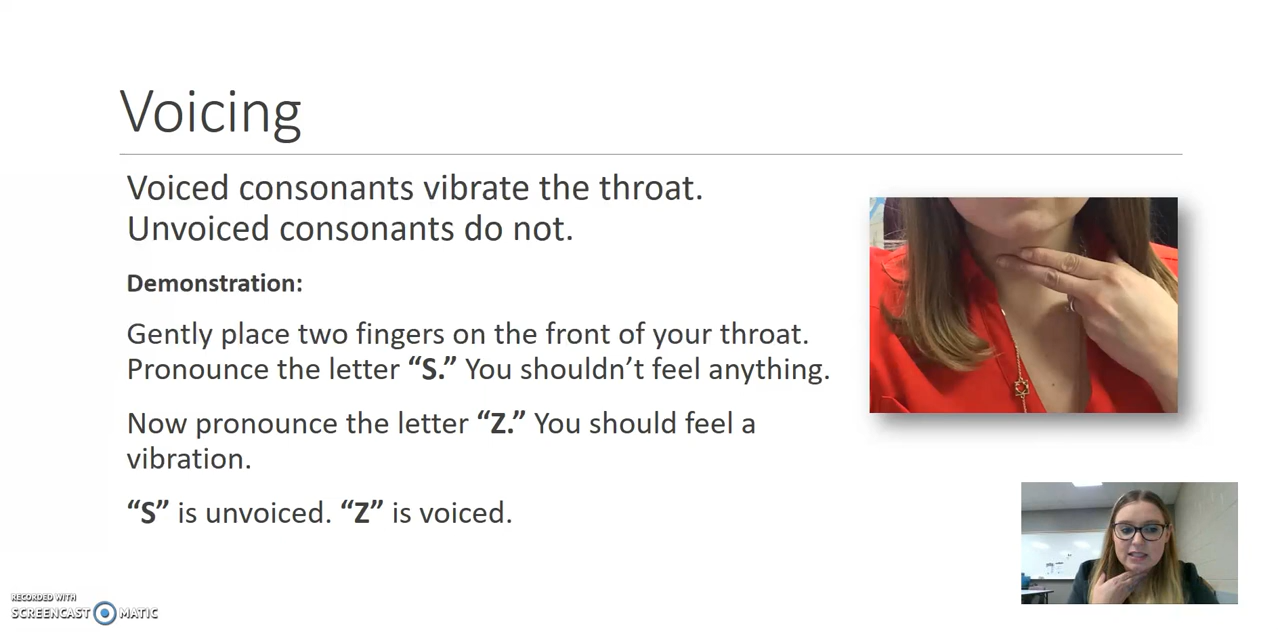 Voicing
Voiced consonants vibrate the throat.
Unvoiced consonants do not.
Demonstration:
Gently place two fingers on the front of your throat.
Pronounce the letter “S.” You shouldn’t feel anything.
Now pronounce the letter “Z.” You should feel a
vibration.
“S” is unvoiced. “Z” is voiced.
RECORDED WITH
SCREENCAST MATIC